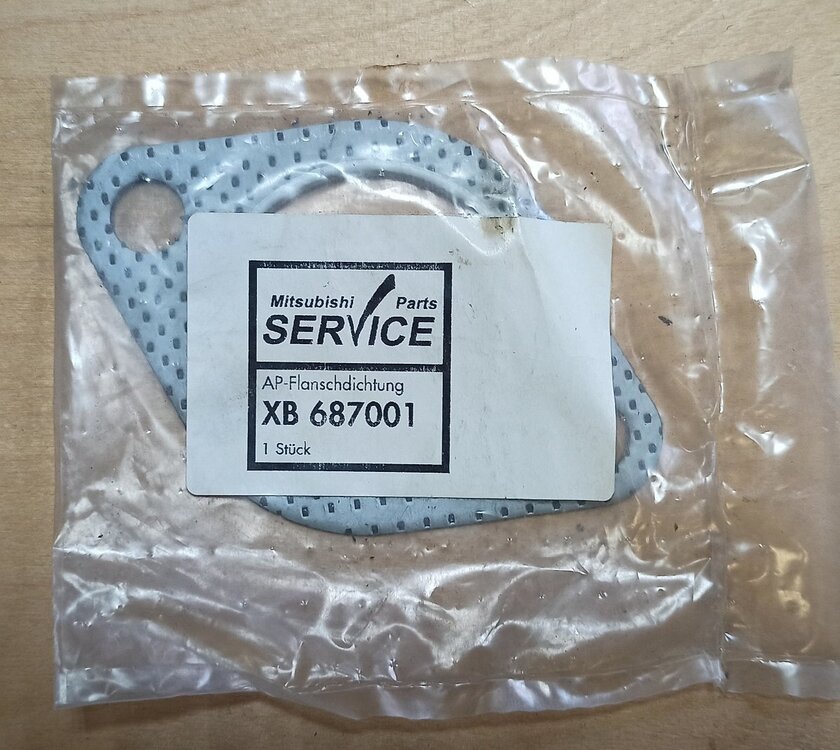 Mitsubishi Parts
SERVICE
AP-Flanschdichtung
XB 687001
1 Stück